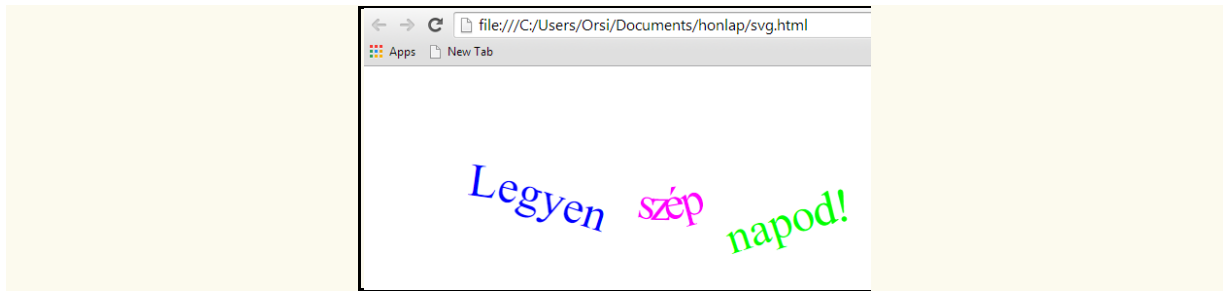 file:///C:/Users/Orsi/Documents/honlap/svg.html
Apps New Tab
Legyen szép napod!